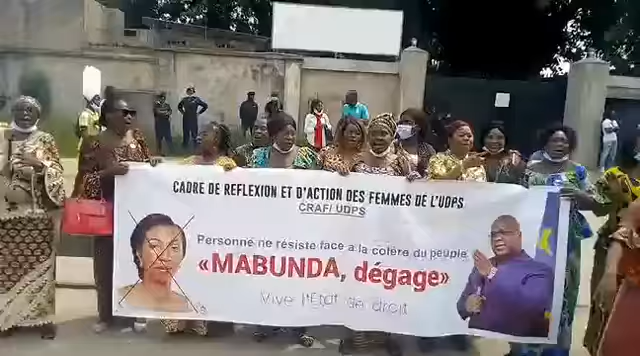 CADRE DE REFLEXION ET D'ACTION DES FEMMES DE L'UDPS
CRAF/UDPS
Personne ne résiste face a la colère du peuple
«MABUNDA, dégage»
Vive l'Etat de droit